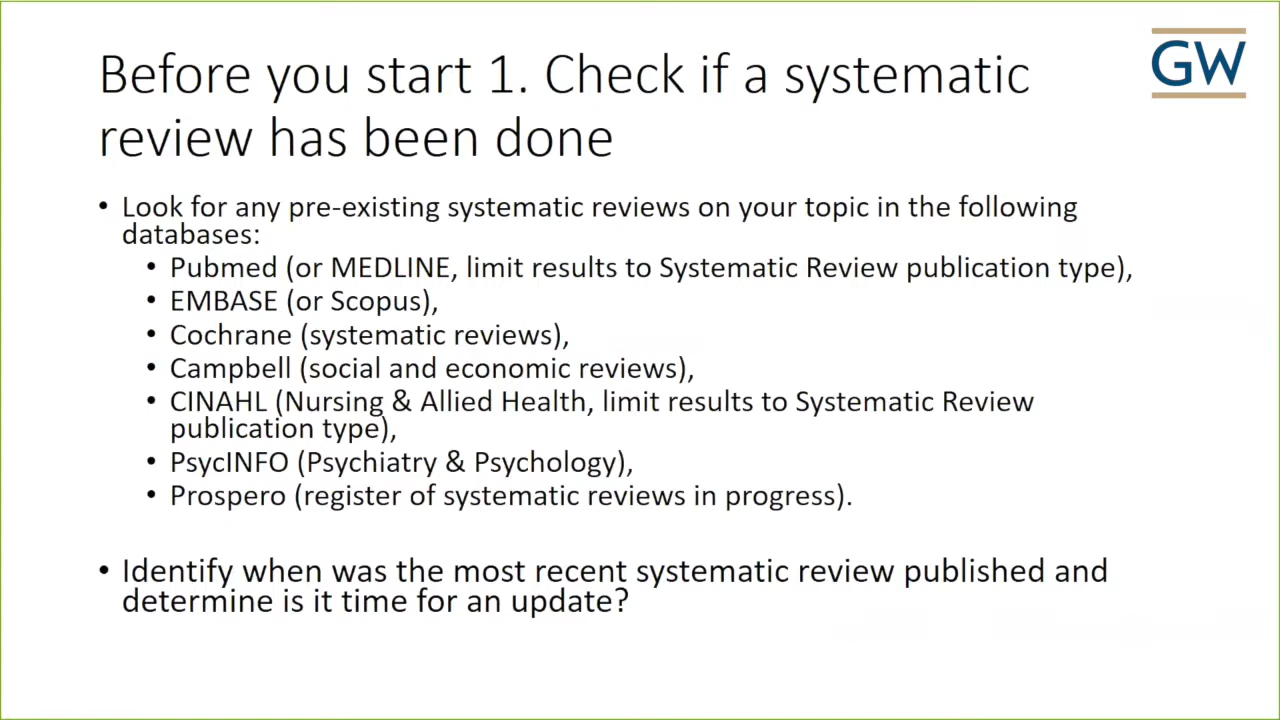 Before you start 1. Check if a systematic
review has been done
GW
• Look for any pre-existing systematic reviews on your topic in the following
databases:
• Pubmed (or MEDLINE, limit results to Systematic Review publication type),
• EMBASE (or Scopus),
• Cochrane (systematic reviews),
• Campbell (social and economic reviews),
• CINAHL (Nursing & Allied Health, limit results to Systematic Review
publication type),
• PsycINFO (Psychiatry & Psychology),
• Prospero (register of systematic reviews in progress).
• Identify when was the most recent systematic review published and
determine is it time for an update?